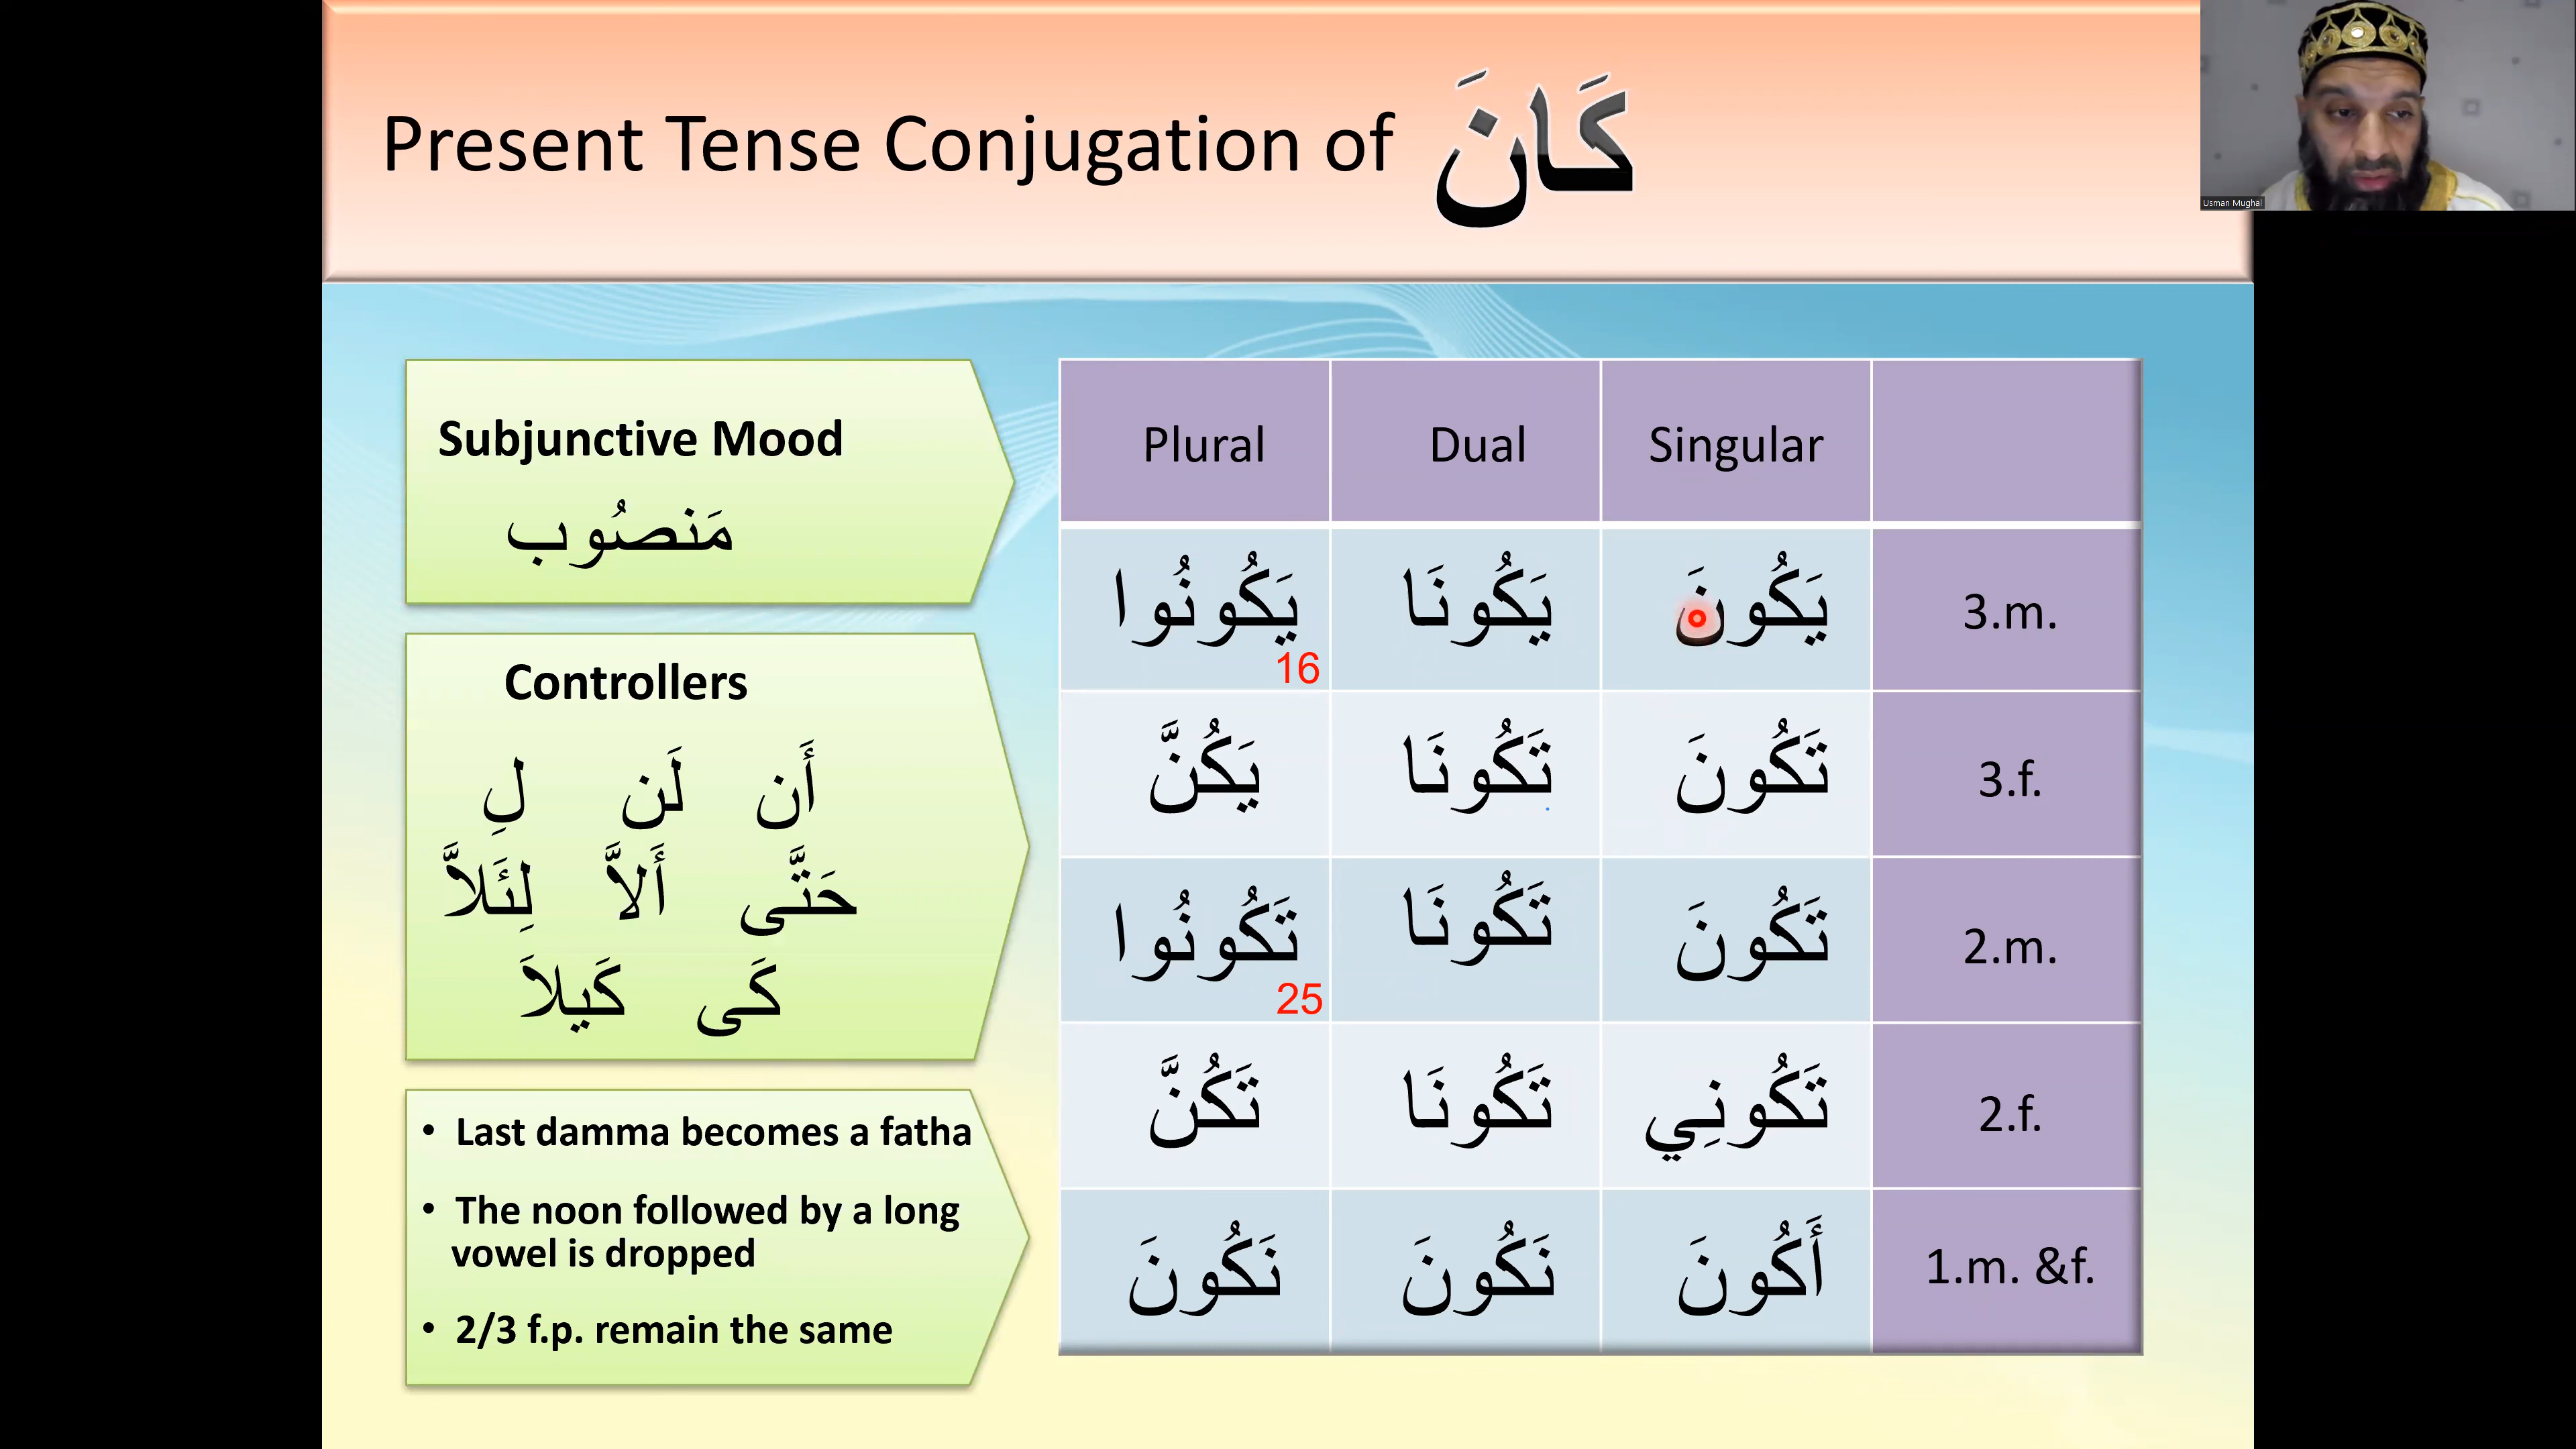 Present Tense Conjugation of كَانَ
Usman Mughal
Subjunctive Mood
مَنصُوب
Controllers
أَن لَن لِ
حَتَّى أَلاَّ لِئَلاَّ
كَى كَيلاَ
• Last damma becomes a fatha
• The noon followed by a long
vowel is dropped
• 2/3 f.p. remain the same
Plural Dual Singular
3.m. يَكُونَ يَكُونَا يَكُونُوا 16
3.f. تَكُونَ تَكُونَا يَكُنَّ
2.m. تَكُونَ تَكُونَا تَكُونُوا 25
2.f. تَكُونِي تَكُونَا تَكُنَّ
1.m. &f. أَكُونَ نَكُونَ نَكُونَ